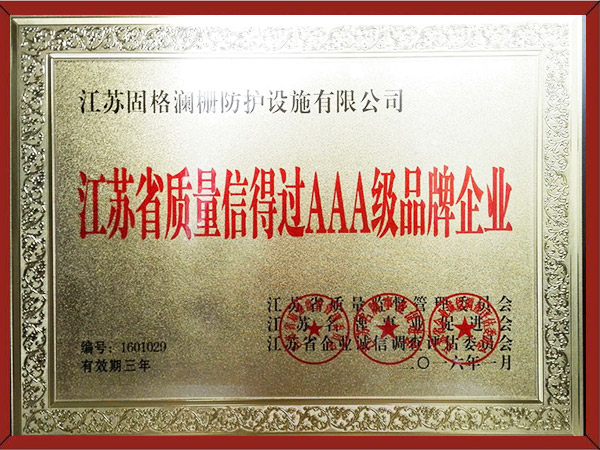 江苏固格澜栅防护设施有限公司
江苏省质量信得过AAA级品牌企业
江苏省质量监督管理委员会
江苏名牌事业促进会
江苏省企业诚信调查评估委员会
编号：1601029
有效期三年
二〇一六年一月